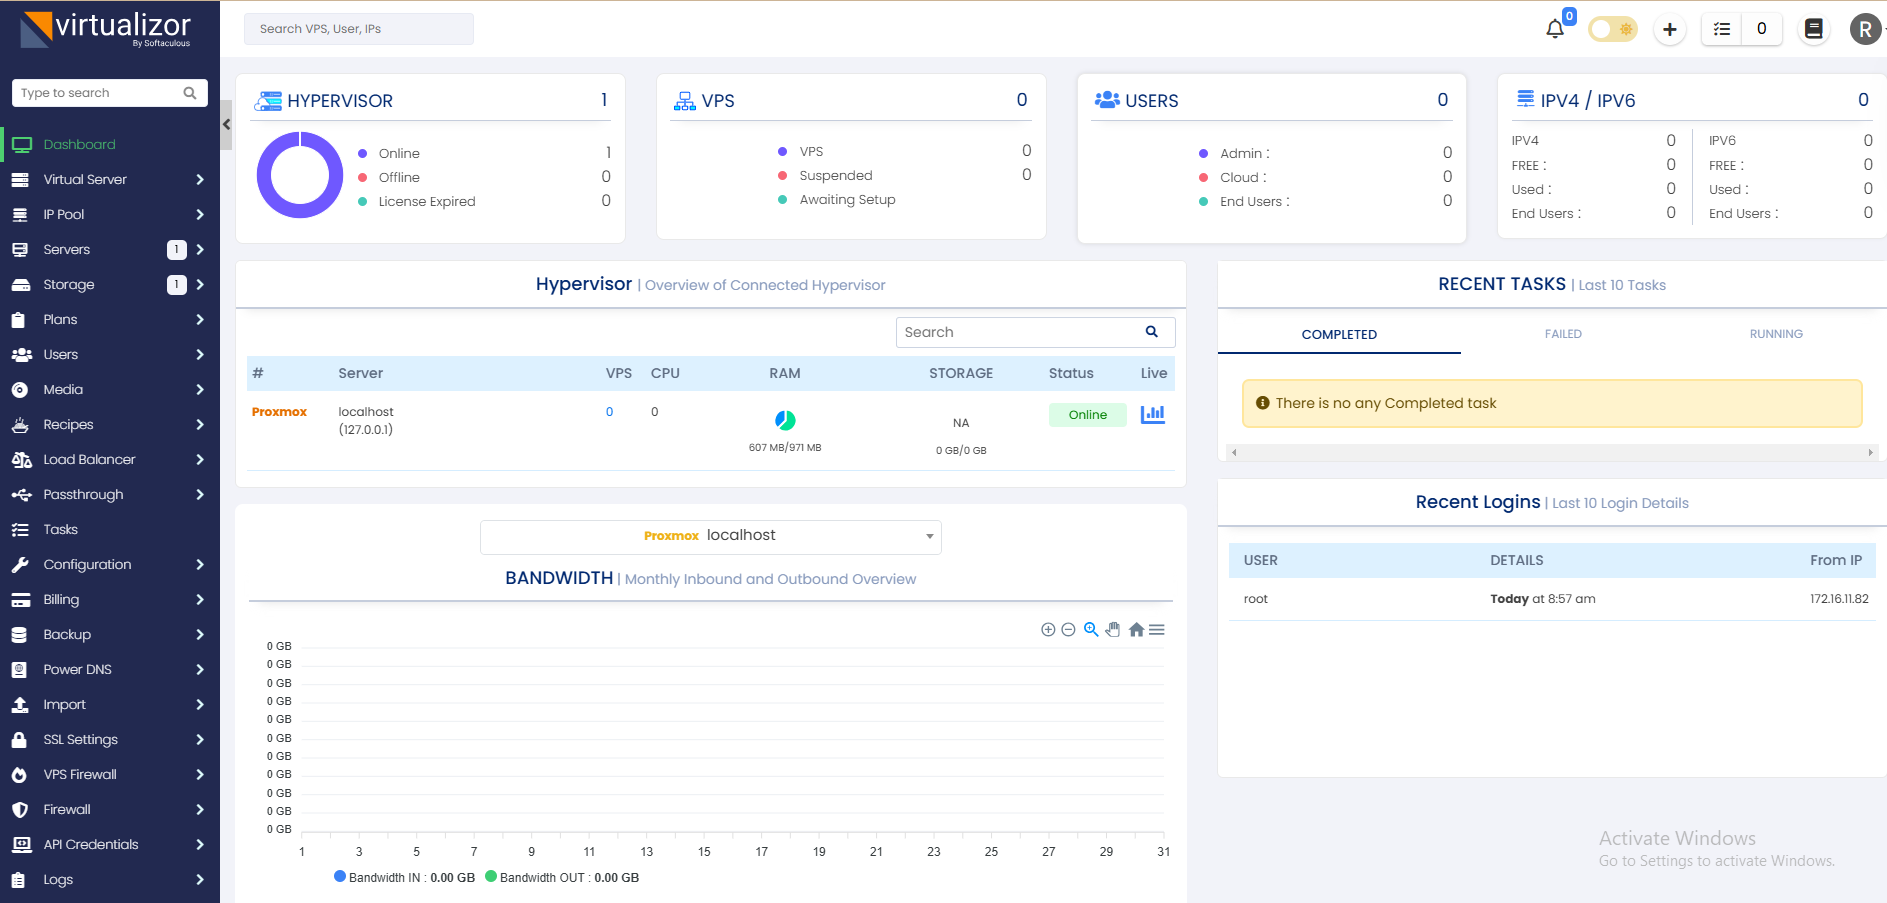 virtualizor
By Softaculous
Search VPS, User, IPs
0
0
R
Type to search
Dashboard
Virtual Server
IP Pool
Servers 1
Storage 1
Plans
Users
Media
Recipes
Load Balancer
Passthrough
Tasks
Configuration
Billing
Backup
Power DNS
Import
SSL Settings
VPS Firewall
Firewall
API Credentials
Logs
HYPERVISOR 1
Online 1
Offline 0
License Expired 0
VPS 0
VPS 0
Suspended 0
Awaiting Setup
USERS 0
Admin : 0
Cloud : 0
End Users : 0
IPV4 / IPV6 0
IPV4 0 IPV6 0
FREE : 0 FREE : 0
Used : 0 Used : 0
End Users : 0 End Users : 0
Hypervisor | Overview of Connected Hypervisor
Search
# Server VPS CPU RAM STORAGE Status Live
Proxmox localhost 0 0 Online
(127.0.0.1) NA
607 MB/971 MB 0 GB/0 GB
Proxmox localhost
BANDWIDTH | Monthly Inbound and Outbound Overview
0 GB
0 GB
0 GB
0 GB
0 GB
0 GB
0 GB
0 GB
0 GB
0 GB
0 GB
1 3 5 7 9 11 13 15 17 19 21 23 25 27 29 31
Bandwidth IN : 0.00 GB Bandwidth OUT : 0.00 GB
RECENT TASKS | Last 10 Tasks
COMPLETED FAILED RUNNING
There is no any Completed task
Recent Logins | Last 10 Login Details
USER DETAILS From IP
root Today at 8:57 am 172.16.11.82
Activate Windows
Go to Settings to activate Windows.